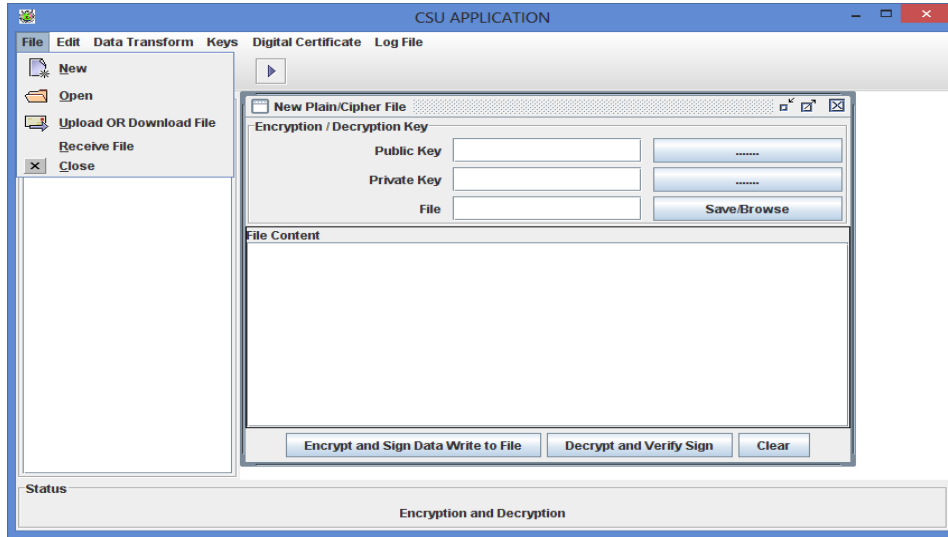 CSU APPLICATION
File Edit Data Transform Keys Digital Certificate Log File
New
Open
Upload OR Download File
Receive File
Close
New Plain/Cipher File
Encryption / Decryption Key
Public Key .......
Private Key .......
File Save/Browse
File Content
Encrypt and Sign Data Write to File Decrypt and Verify Sign Clear
Status
Encryption and Decryption